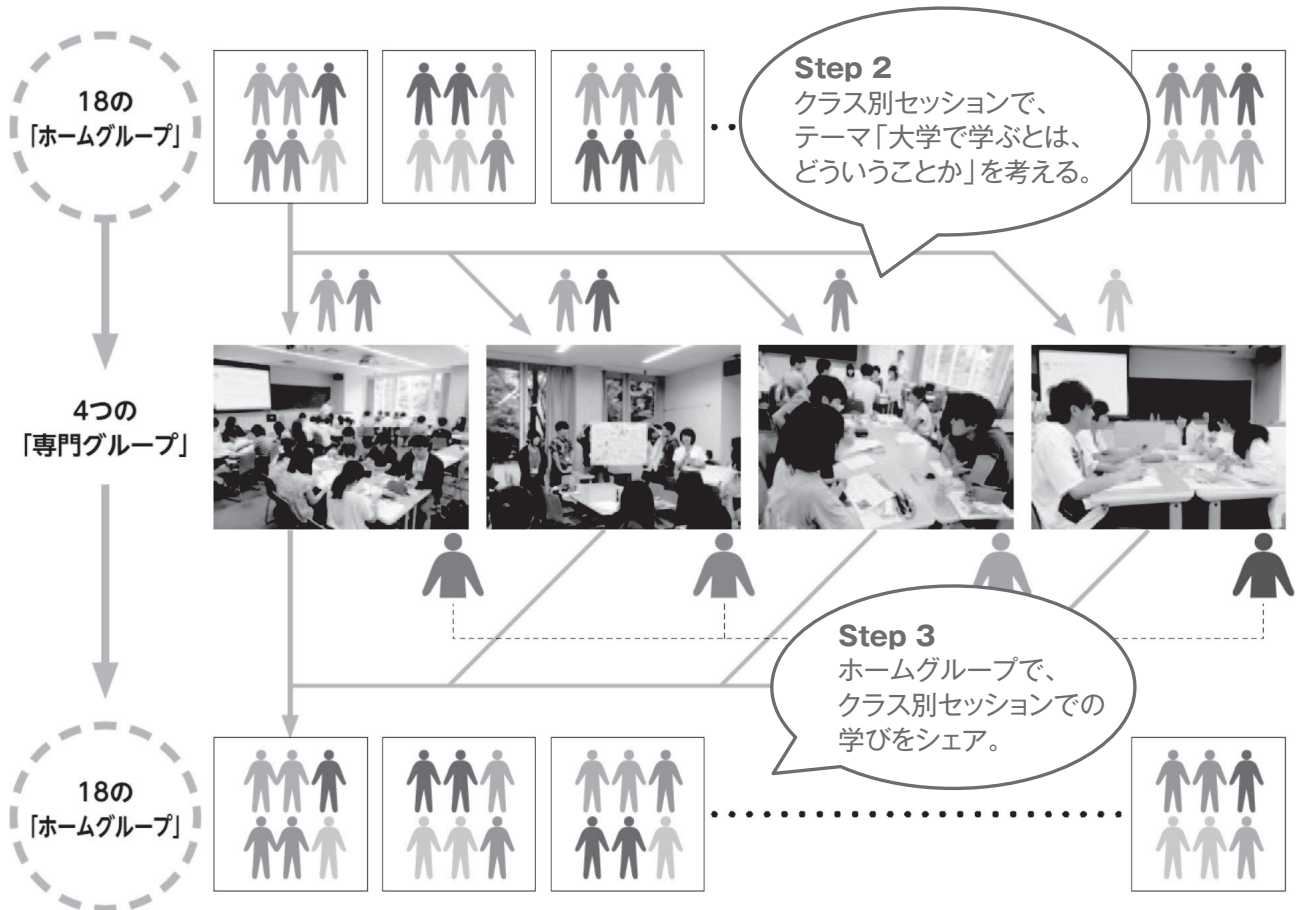 18の
「ホームグループ」
Step 2
クラス別セッションで、
テーマ「大学で学ぶとは、
どういうことか」を考える。
4つの
「専門グループ」
Step 3
ホームグループで、
クラス別セッションでの
学びをシェア。
18の
「ホームグループ」